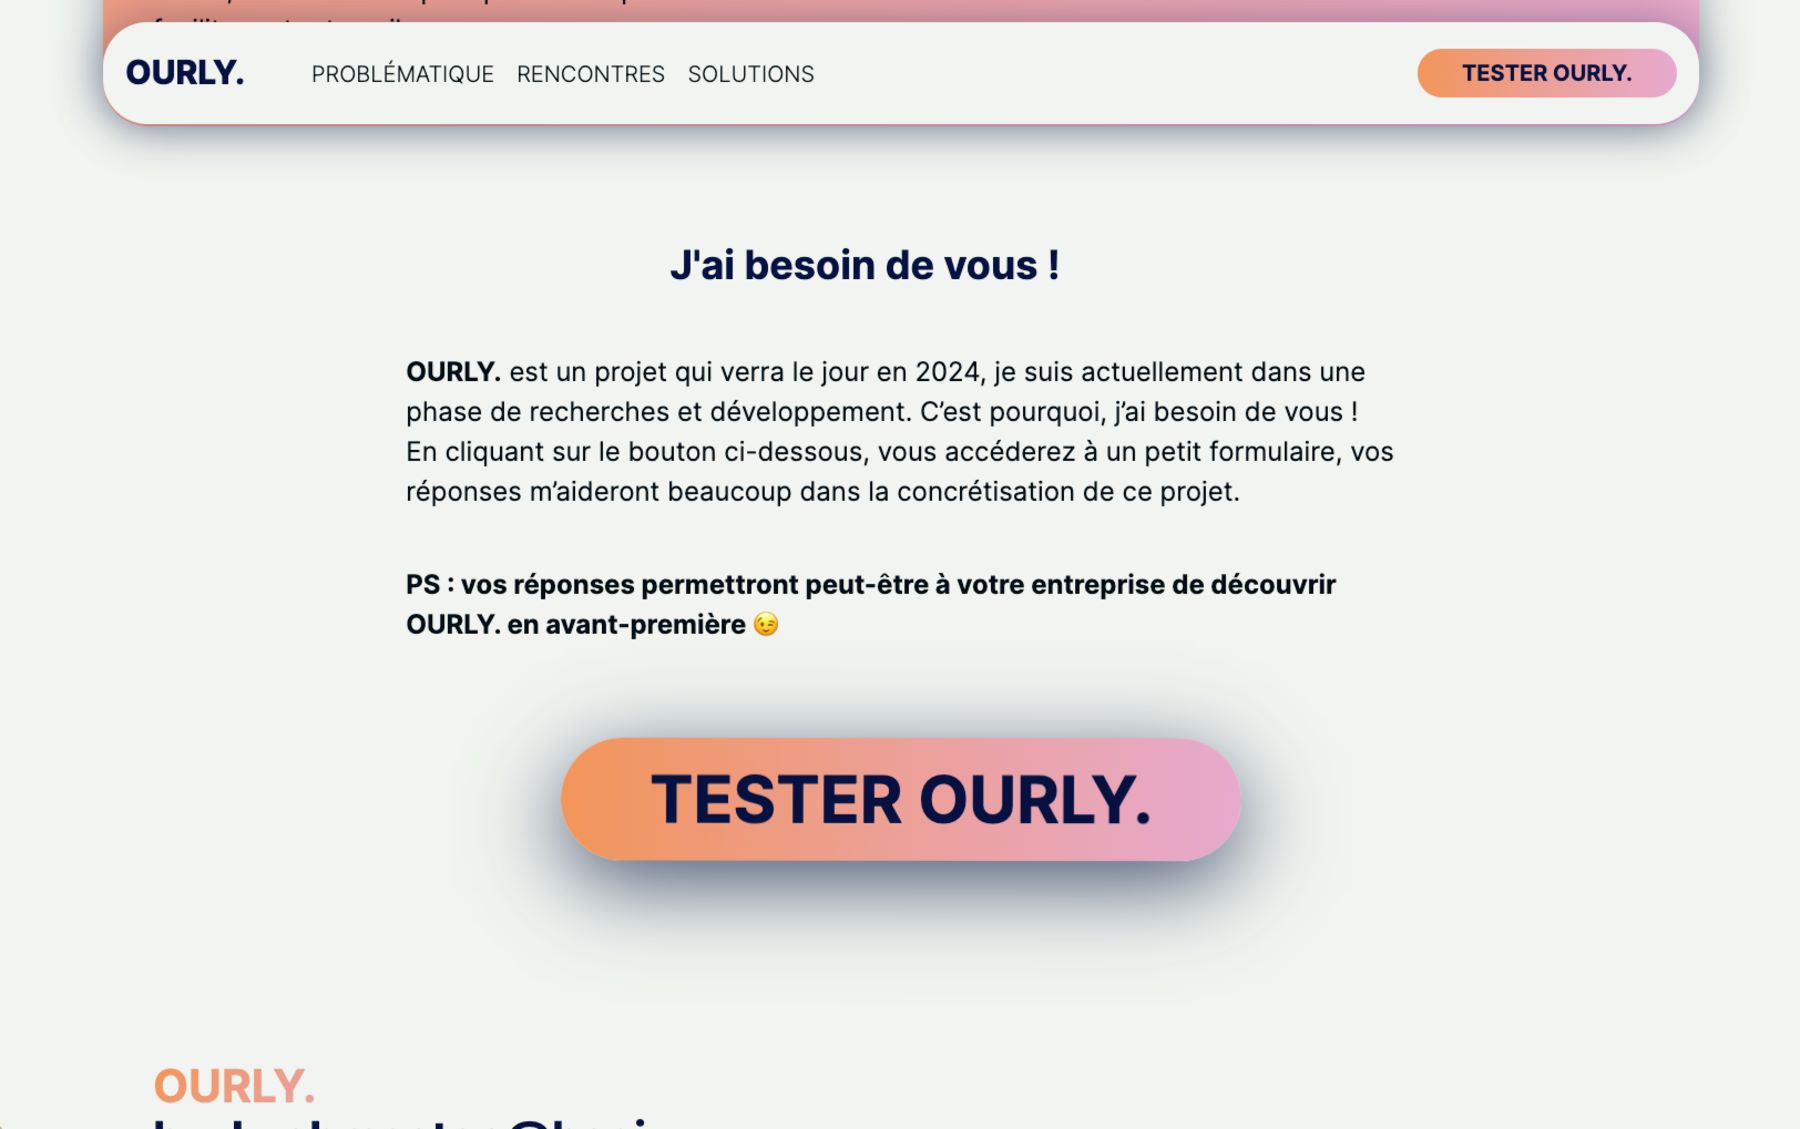 OURLY.
PROBLÉMATIQUE RENCONTRES SOLUTIONS
TESTER OURLY.
J'ai besoin de vous !
OURLY. est un projet qui verra le jour en 2024, je suis actuellement dans une
phase de recherches et développement. C’est pourquoi, j’ai besoin de vous !
En cliquant sur le bouton ci-dessous, vous accéderez à un petit formulaire, vos
réponses m’aideront beaucoup dans la concrétisation de ce projet.
PS : vos réponses permettront peut-être à votre entreprise de découvrir
OURLY. en avant-première 😉
TESTER OURLY.
OURLY.